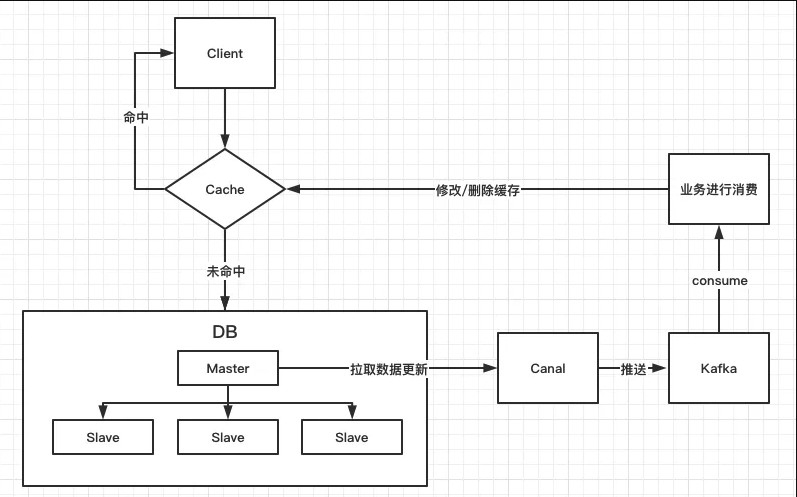 Client
命中
Cache
修改/删除缓存
业务进行消费
未命中
consume
DB
Master
拉取数据更新
Canal
推送
Kafka
Slave
Slave
Slave